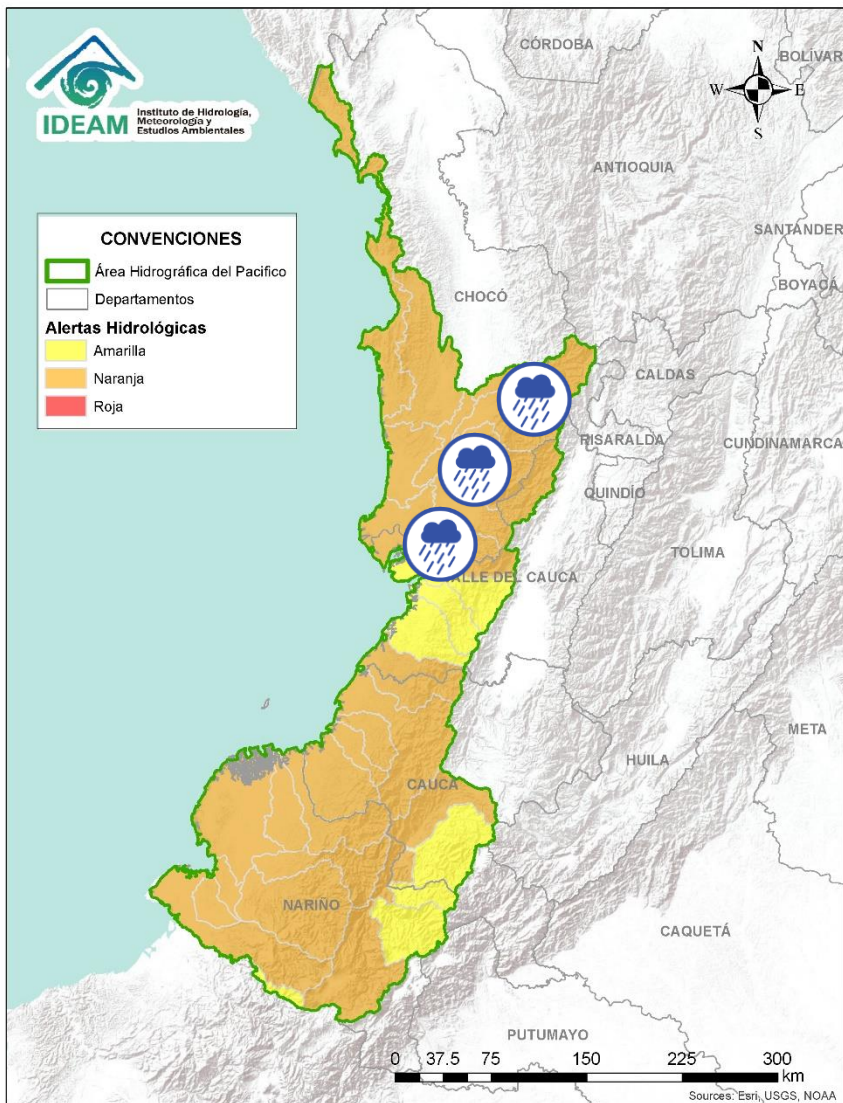 IDEAM
Instituto de Hidrología,
Meteorología y
Estudios Ambientales
CÓRDOBA
BOLÍVAR
N
W
E
S
ANTIOQUIA
SANTANDER
BOYACÁ
CONVENCIONES
Área Hidrográfica del Pacifico
Departamentos
Alertas Hidrológicas
Amarilla
Naranja
Roja
CHOCÓ
CALDAS
RISARALDA
CUNDINAMARCA
QUINDÍO
TOLIMA
VALLE DEL CAUCA
META
HUILA
CAUCA
NARIÑO
CAQUETÁ
PUTUMAYO
0 37.5 75 150 225 300
km
Sources: Esri, USGS, NOAA